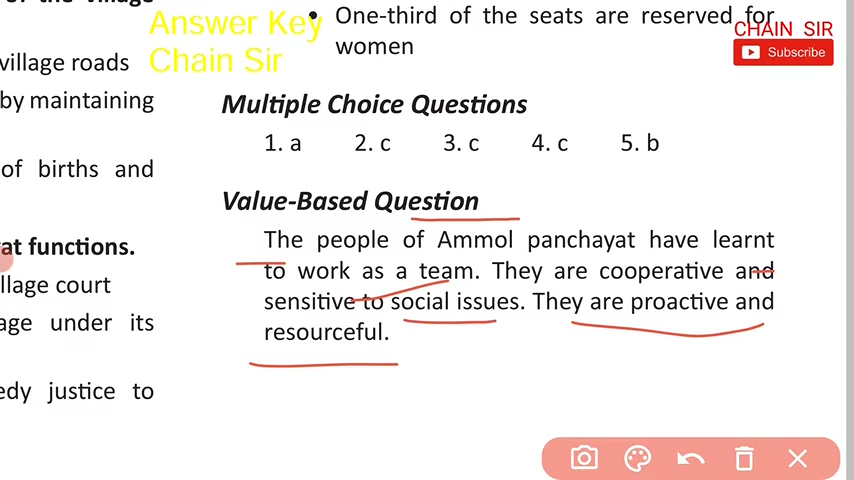 of the village
village roads
by maintaining
of births and
at functions.
llage court
age under its
edy justice to
Answer Key
Chain Sir
• One-third of the seats are reserved for
women
CHAIN SIR
Subscribe
Multiple Choice Questions
1. a 2. c 3. c 4. c 5. b
Value-Based Question
The people of Ammol panchayat have learnt
to work as a team. They are cooperative and
sensitive to social issues. They are proactive and
resourceful.